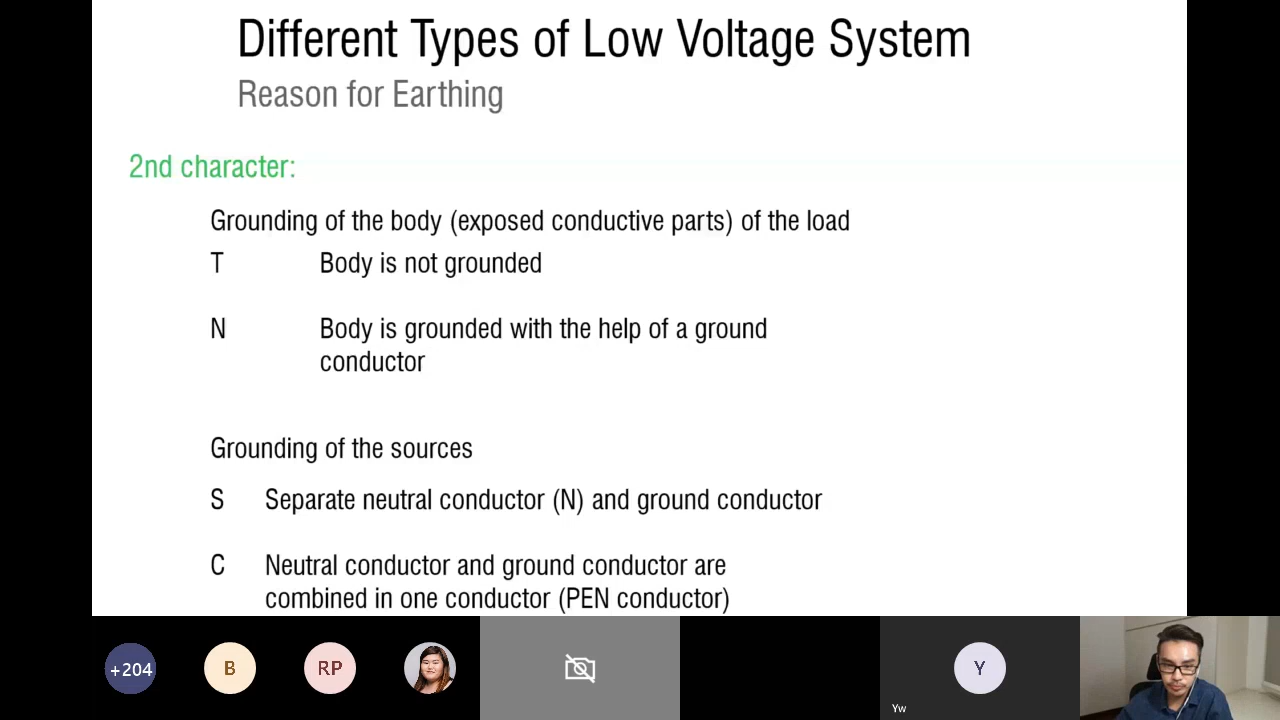 Different Types of Low Voltage System
Reason for Earthing
2nd character:
Grounding of the body (exposed conductive parts) of the load
T Body is not grounded
N Body is grounded with the help of a ground
conductor
Grounding of the sources
S Separate neutral conductor (N) and ground conductor
C Neutral conductor and ground conductor are
combined in one conductor (PEN conductor)
+204
B
RP
Y
Yw